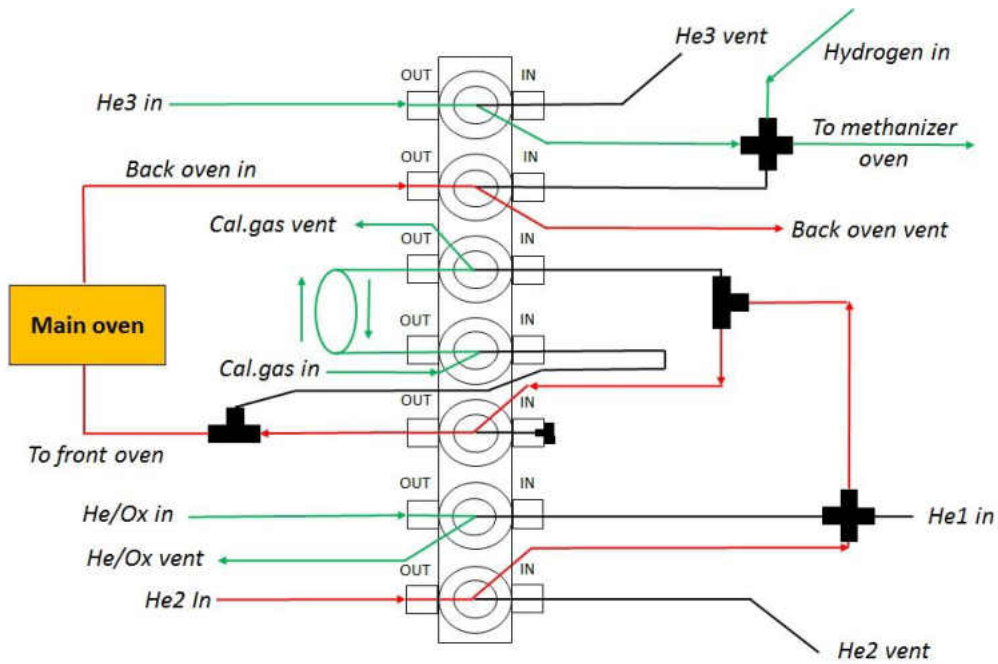 He3 vent
Hydrogen in
OUT
IN
He3 in
To methanizer
oven
OUT
IN
Back oven in
Cal.gas vent
Back oven vent
OUT
IN
Main oven
OUT
IN
Cal.gas in
OUT
IN
To front oven
OUT
IN
He/Ox in
He1 in
He/Ox vent
OUT
IN
He2 In
He2 vent